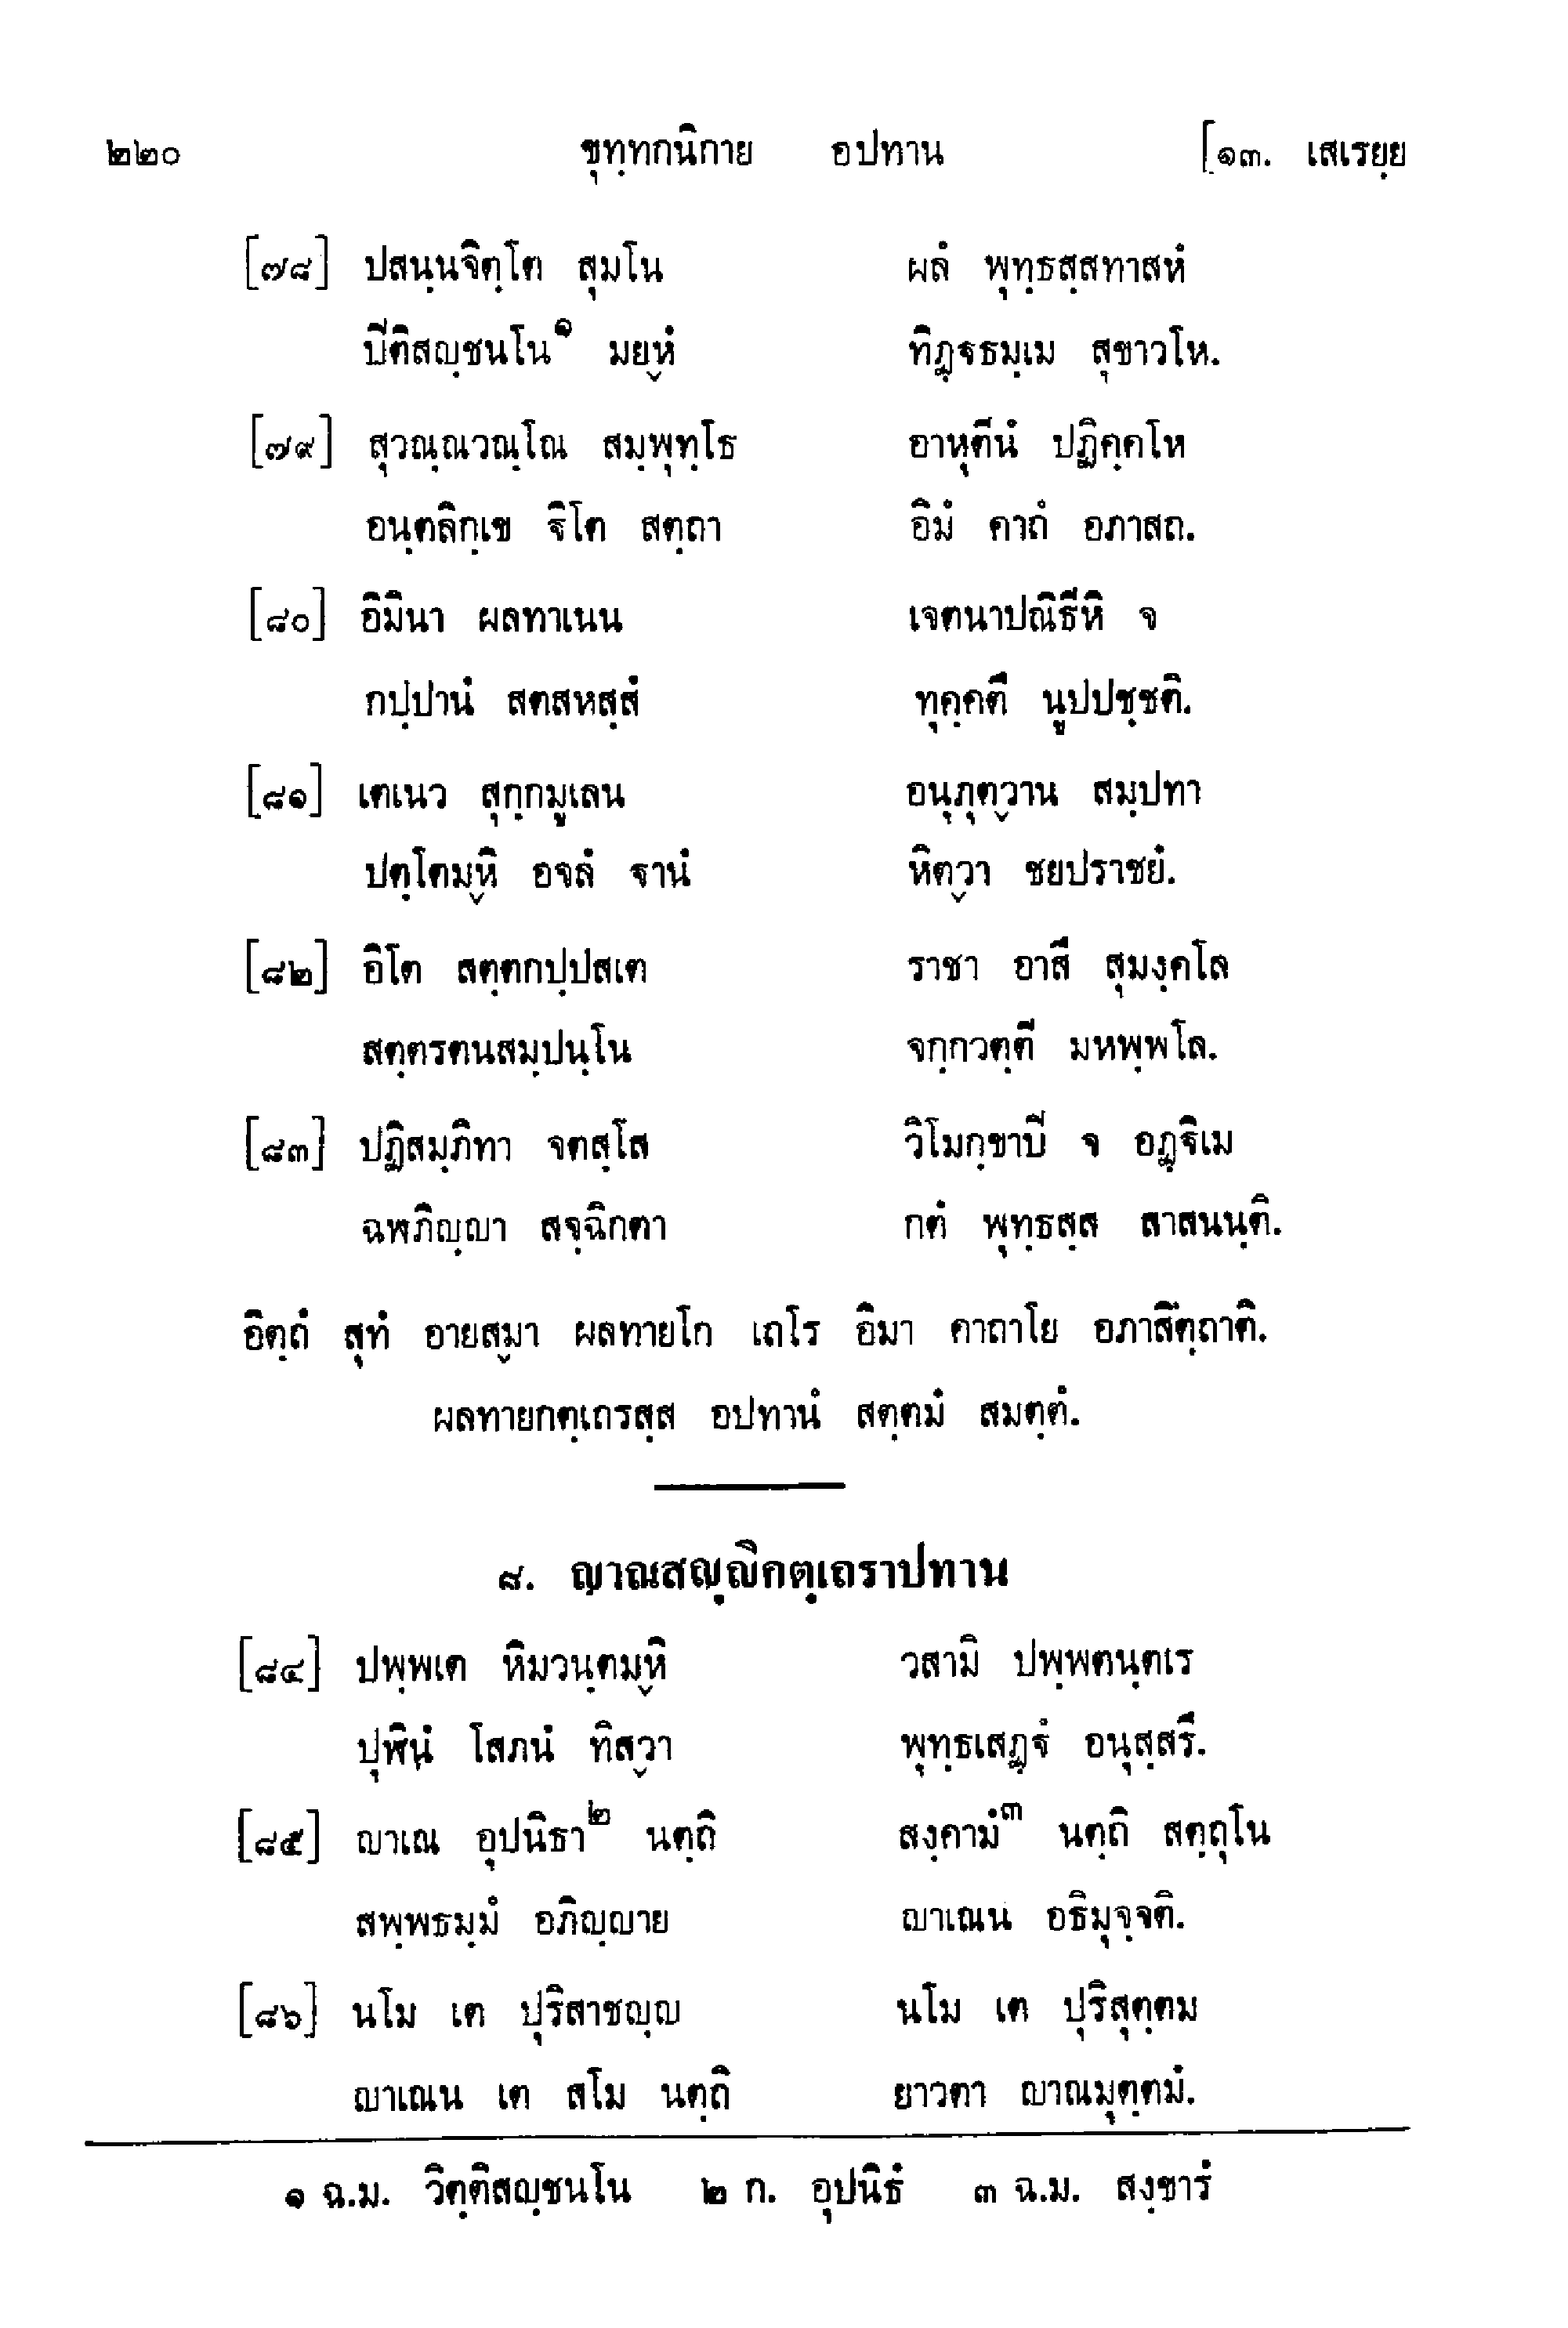 ๒๒๐ ขุทฺทกนิกาย อปทาน [๑๓. เสเรยฺย
[๗๘] ปสนฺนจิตฺโต สุมโน ผลํ พุทฺธสฺสทาสหํ
ปีติสญฺชนโน๑ มยฺหํ ทิฏฺฐธมฺเม สุขาวโห.
[๗๙] สุวณฺณวณฺโณ สมฺพุทฺโธ อาหุตีนํ ปฏิคฺคโห
อนฺตลิกฺเข ฐิโต สตฺถา อิมํ คาถํ อภาสถ.
[๘๐] อิมินา ผลทาเนน เจตนาปณิธีหิ จ
กปฺปานํ สตสหสฺสํ ทุคฺคตึ นูปปชฺชติ.
[๘๑] เตเนว สุกฺกมูเลน อนุภุตฺวาน สมฺปทา
ปตฺโตมฺหิ อจลํ ฐานํ หิตฺวา ชยปราชยํ.
[๘๒] อิโต สตฺตกปฺปสเต ราชา อาสึ สุมงฺคโล
สตฺตรตนสมฺปนฺโน จกฺกวตฺตี มหพฺพโล.
[๘๓] ปฏิสมฺภิทา จตสฺโส วิโมกฺขาปี จ อฏฺฐิเม
ฉฬภิญฺญา สจฺฉิกตา กตํ พุทฺธสฺส สาสนนฺติ.
อิตฺถํ สุทํ อายสฺมา ผลทายโก เถโร อิมา คาถาโย อภาสิตฺถาติ.
ผลทายกตฺเถรสฺส อปทานํ สตฺตมํ สมตฺตํ.
๘. ญาณสญฺญิกตฺเถราปทาน
[๘๔] ปพฺพเต หิมวนฺตมฺหิ วสามิ ปพฺพตนฺตเร
ปุฬินํ โสภนํ ทิสฺวา พุทฺธเสฏฺฐํ อนุสฺสรึ.
[๘๕] ญาเณ อุปนิธา๒ นตฺถิ สงฺคามํ๓ นตฺถิ สตฺถุโน
สพฺพธมฺมํ อภิญฺญาย ญาเณน อธิมุจฺจติ.
[๘๖] นโม เต ปุริสาชญฺญ นโม เต ปุริสุตฺตม
ญาเณน เต สโม นตฺถิ ยาวตา ญาณมุตฺตมํ.
๑ ฉ.ม. วิตฺติสญฺชนโน ๒ ก. อุปนิธํ ๓ ฉ.ม. สงฺขารํ